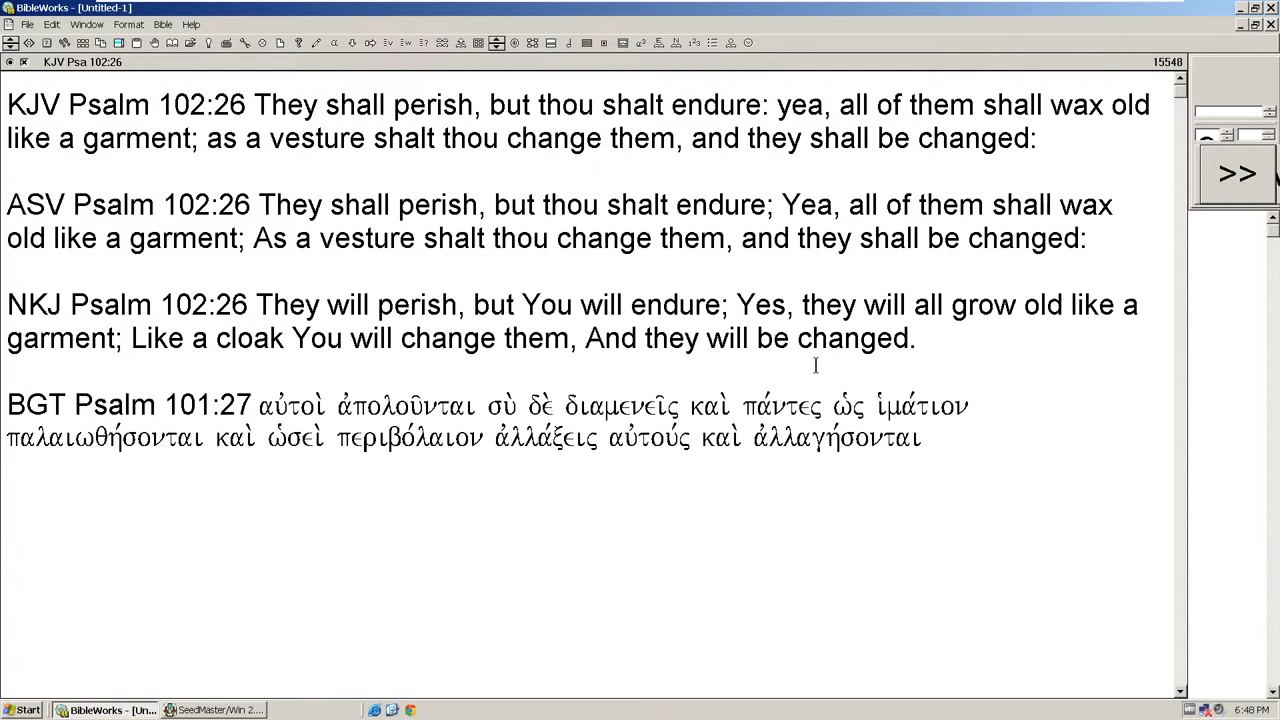 BibleWorks - [Untitled-1]
File Edit Window Format Bible Help
KJV Psa 102:26 15548
KJV Psalm 102:26 They shall perish, but thou shalt endure: yea, all of them shall wax old
like a garment; as a vesture shalt thou change them, and they shall be changed:
>>
ASV Psalm 102:26 They shall perish, but thou shalt endure; Yea, all of them shall wax
old like a garment; As a vesture shalt thou change them, and they shall be changed:
NKJ Psalm 102:26 They will perish, but You will endure; Yes, they will all grow old like a
garment; Like a cloak You will change them, And they will be changed.
BGT Psalm 101:27 αὐτοὶ ἀπολοῦνται σὺ δὲ διαμενεῖς καὶ πάντες ὡς ἱμάτιον
παλαιωθήσονται καὶ ὡσεὶ περιβόλαιον ἀλλάξεις αὐτούς καὶ ἀλλαγήσονται
Start BibleWorks - [Un... SeedMaster/Win 2.... 6:48 PM